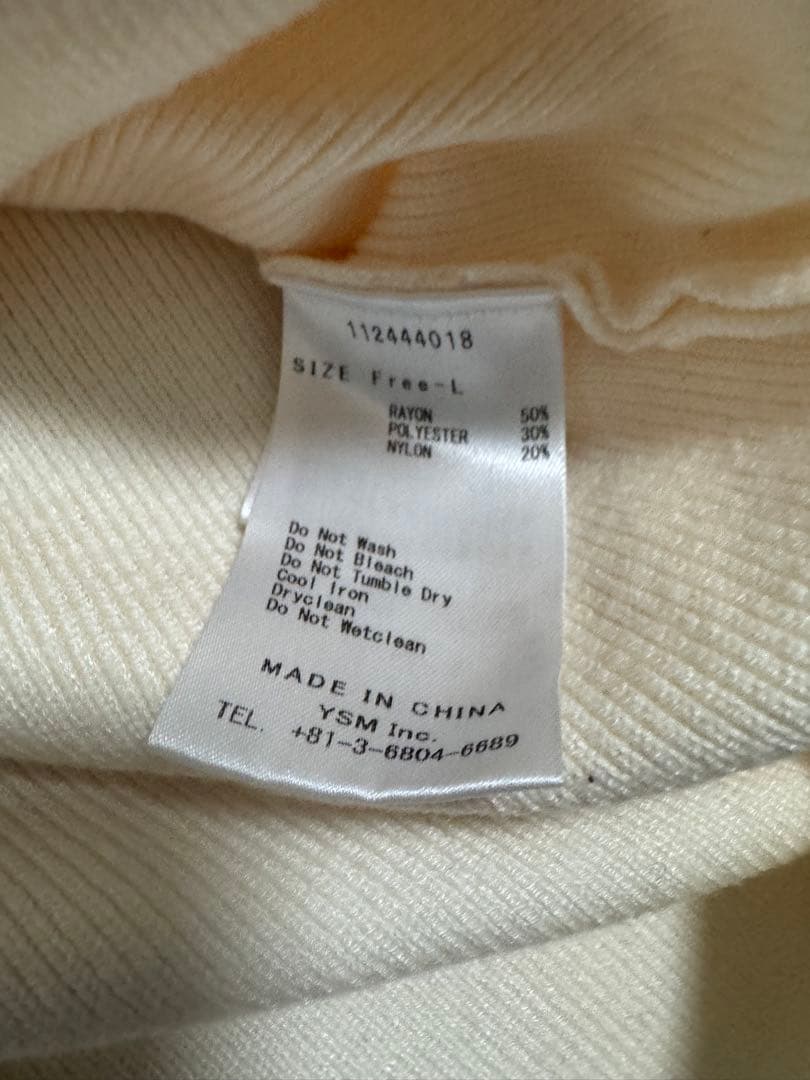 112444018
SIZE Free-L
RAYON 50%
POLYESTER 30%
NYLON 20%
Do Not Wash
Do Not Bleach
Do Not Tumble Dry
Cool Iron
Dryclean
Do Not Wetclean
MADE IN CHINA
YSM Inc.
TEL. +81-3-6804-6689